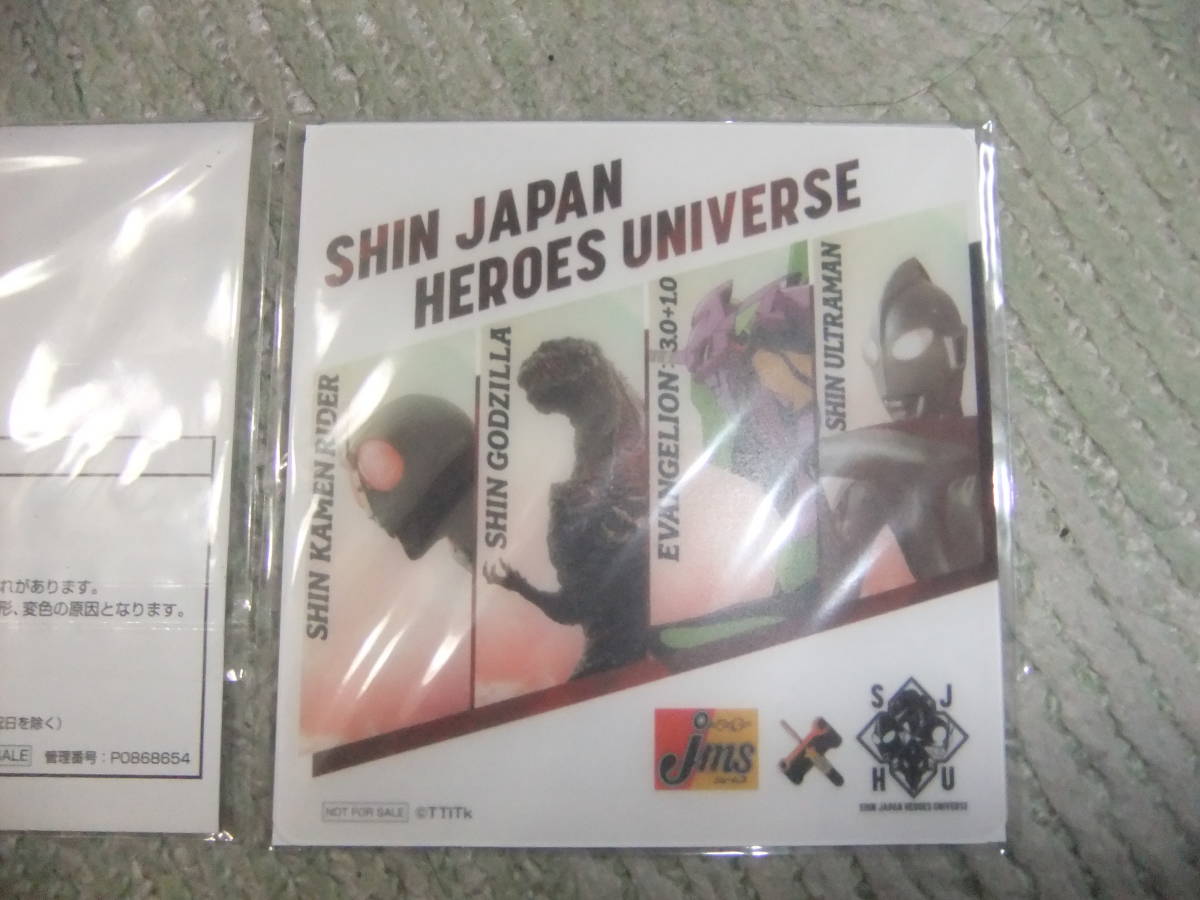 れがあります。
形、変色の原因となります。
日を除く)
SALE 管理番号:P0868654
SHIN JAPAN
HEROES UNIVERSE
SHIN KAMEN RIDER
SHIN GODZILLA
EVANGELION:3.0+1.0
SHIN ULTRAMAN
jms
S J
H U
SHIN JAPAN HEROES UNIVERSE
NOT FOR SALE ©TTITk